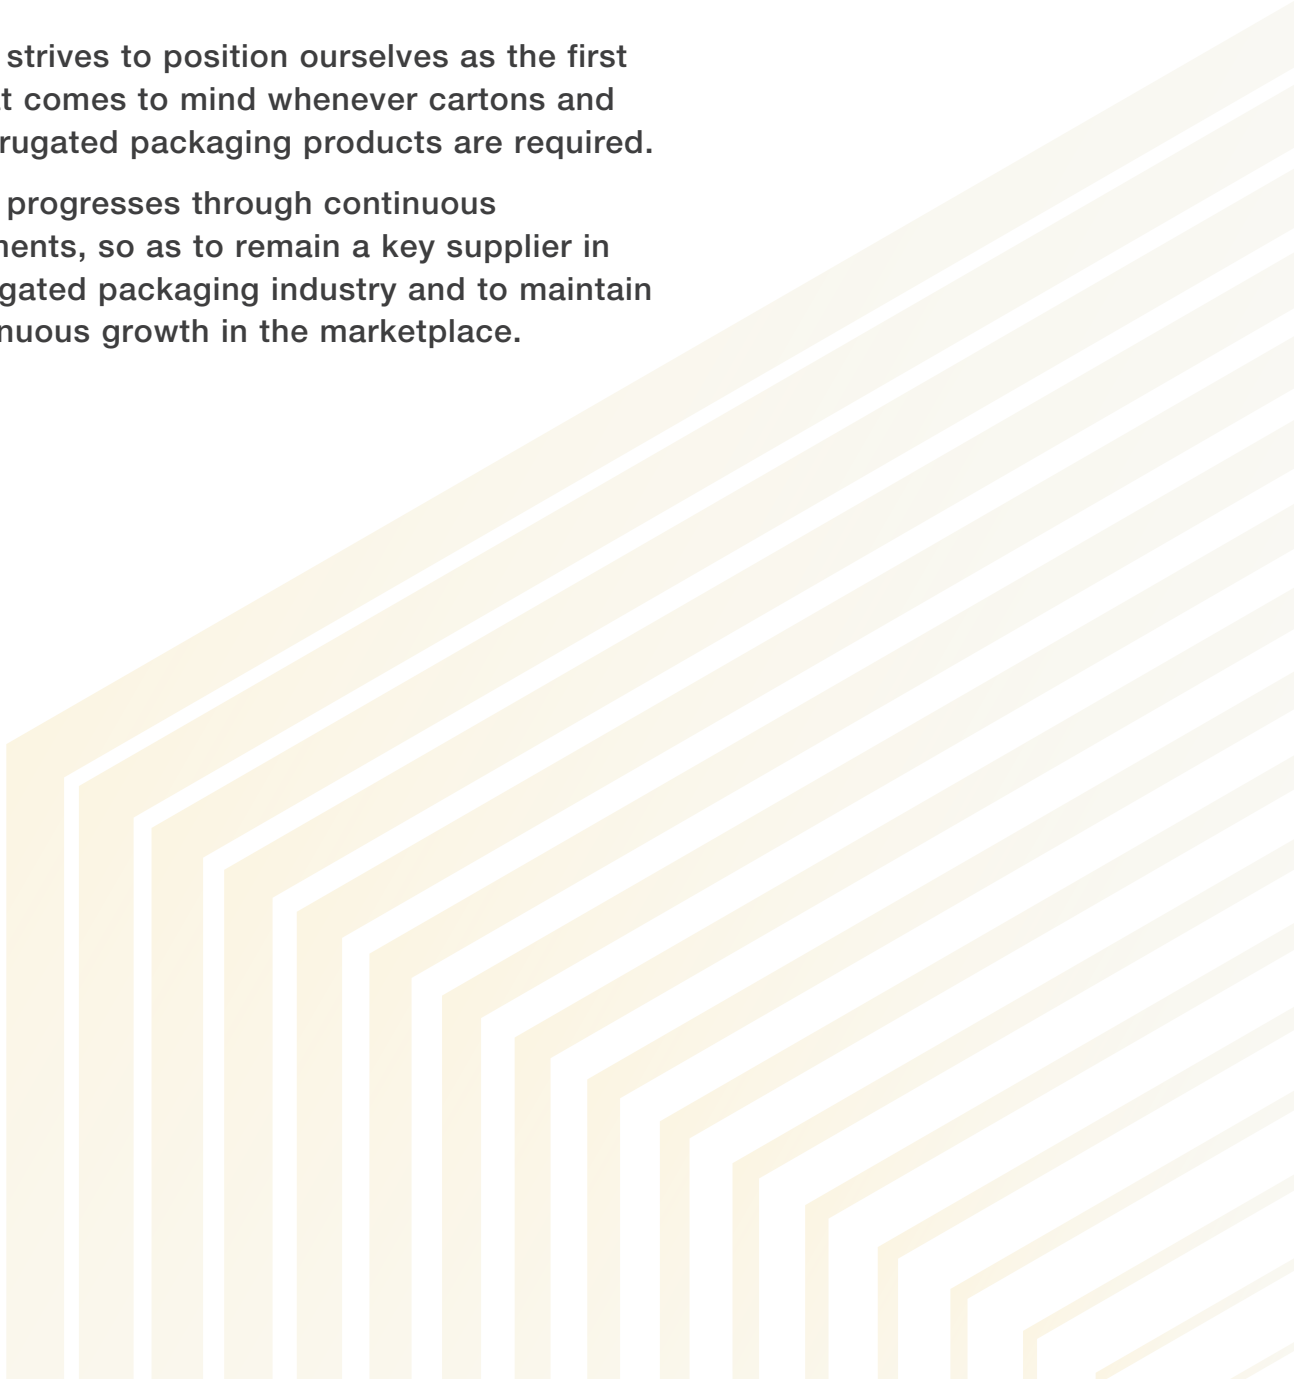 strives to position ourselves as the first
t comes to mind whenever cartons and
rugated packaging products are required.
progresses through continuous
ents, so as to remain a key supplier in
gated packaging industry and to maintain
nuous growth in the marketplace.